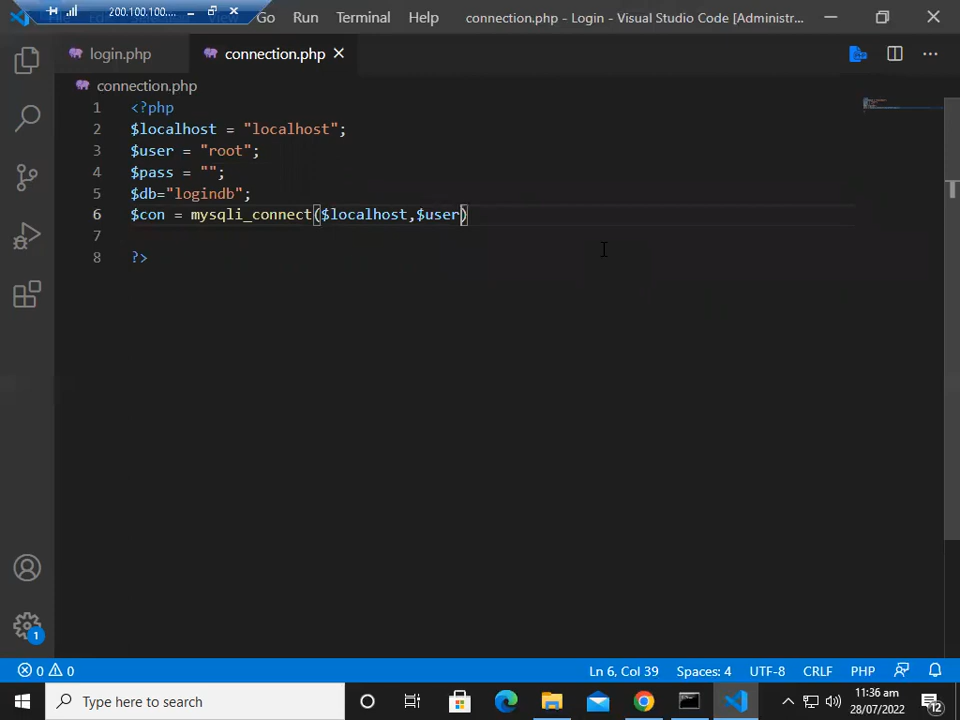 200.100.100....
Go Run Terminal Help
connection.php - Login - Visual Studio Code [Administr...
login.php
connection.php
connection.php
1 <?php
2 $localhost = "localhost";
3 $user = "root";
4 $pass = "";
5 $db="logindb";
6 $con = mysqli_connect($localhost,$user)
7
8 ?>
1
0 0
Ln 6, Col 39 Spaces: 4 UTF-8 CRLF PHP
Type here to search
11:36 am
28/07/2022
12